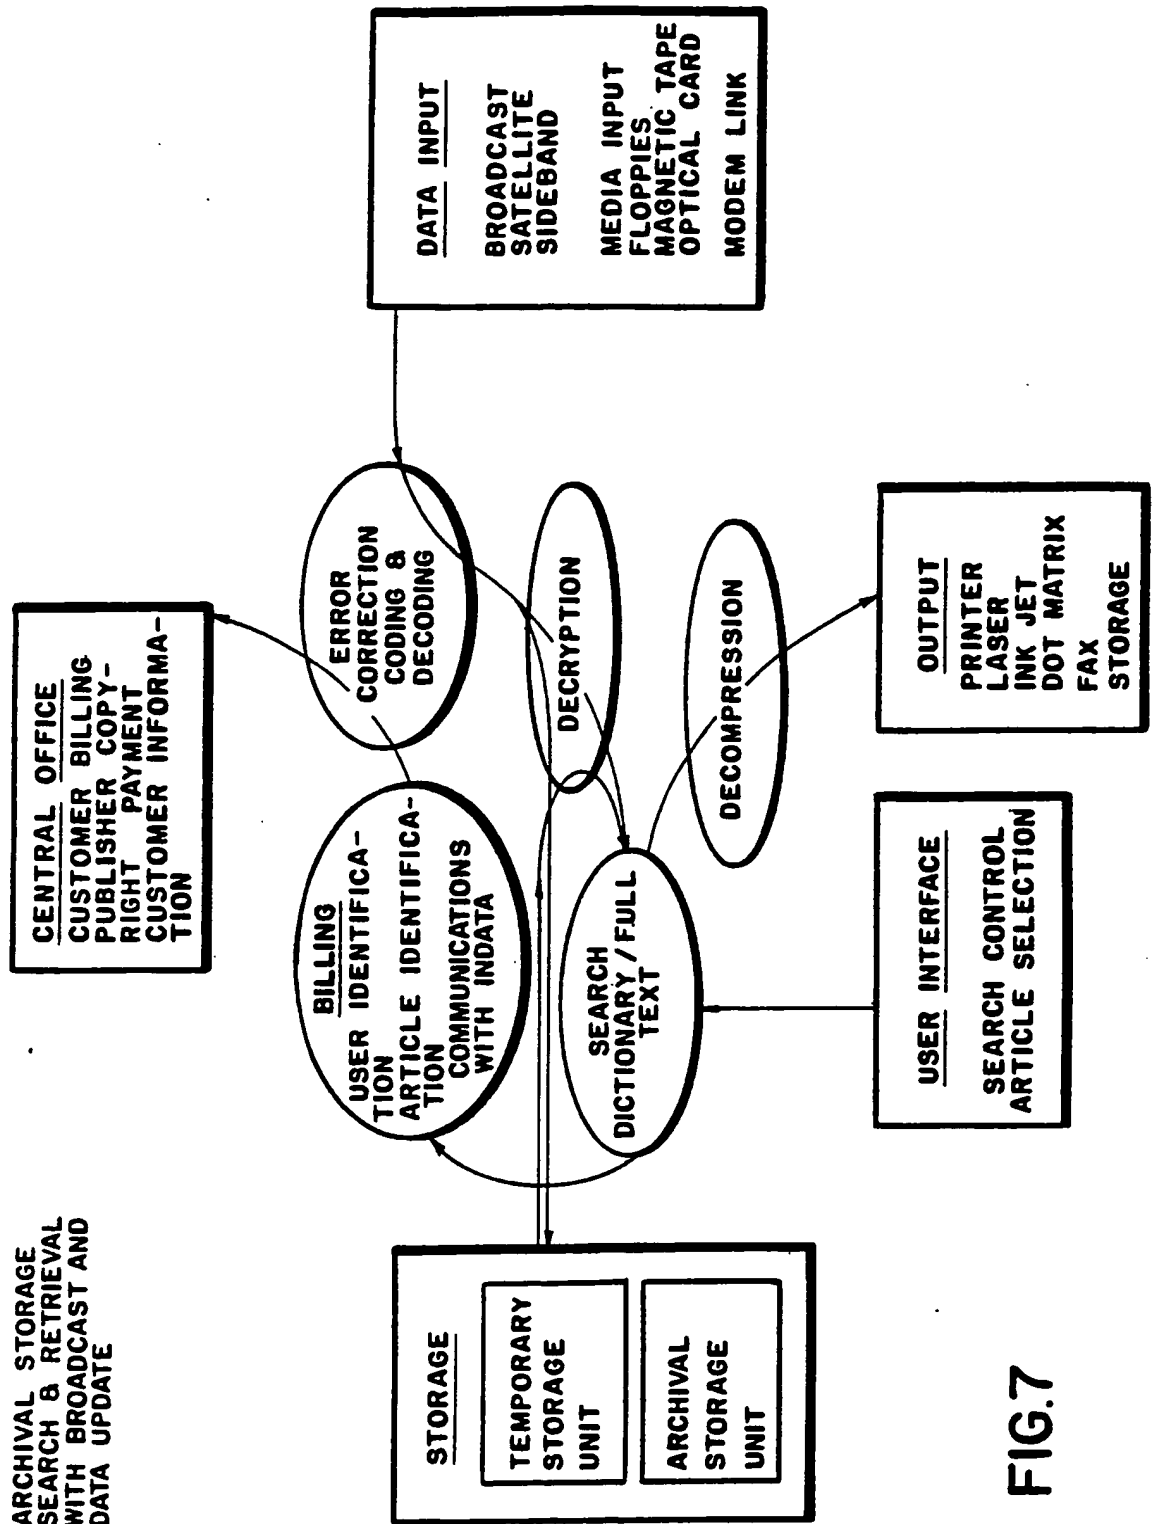 ARCHIVAL STORAGE
SEARCH & RETRIEVAL
WITH BROADCAST AND
DATA UPDATE
CENTRAL OFFICE
CUSTOMER BILLING
PUBLISHER COPY-
RIGHT PAYMENT
CUSTOMER INFORMA-
TION
STORAGE
TEMPORARY
STORAGE
UNIT
ARCHIVAL
STORAGE
UNIT
BILLING
USER IDENTIFICA-
TION
ARTICLE IDENTIFICA-
TION
COMMUNICATIONS
WITH INDATA
ERROR
CORRECTION
CODING &
DECODING
DATA INPUT
BROADCAST
SATELLITE
SIDEBAND
MEDIA INPUT
FLOPPIES
MAGNETIC TAPE
OPTICAL CARD
MODEM LINK
SEARCH
DICTIONARY/FULL
TEXT
DECRYPTION
DECOMPRESSION
USER INTERFACE
SEARCH CONTROL
ARTICLE SELECTION
OUTPUT
PRINTER
LASER
INK JET
DOT MATRIX
FAX
STORAGE
FIG.7